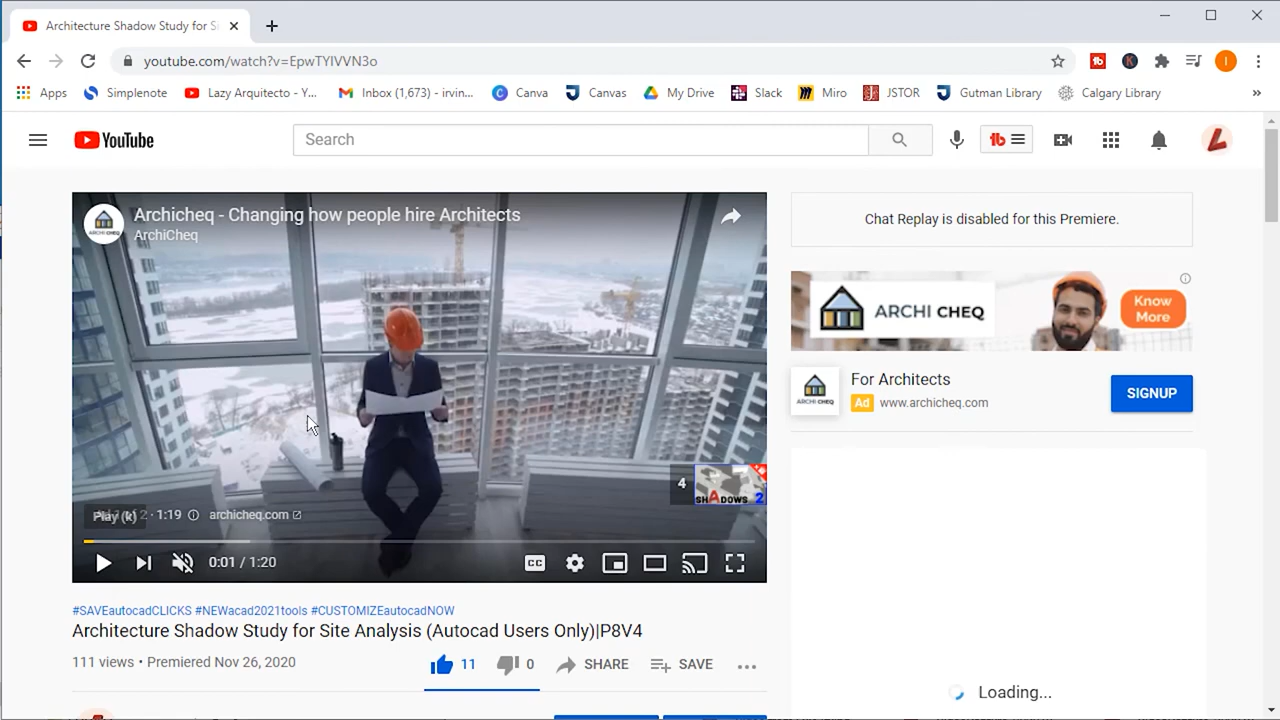 Architecture Shadow Study for S
youtube.com/watch?v=EpwTYIVVN3o
Apps
Simplenote
Lazy Arquitecto - Y...
Inbox (1,673) - irvin...
Canva
Canvas
My Drive
Slack
Miro
JSTOR
Gutman Library
Calgary Library
»
YouTube
Search
Archicheq - Changing how people hire Architects
ArchiCheq
4
SHADOWS 2
Play (k)
1:19
archicheq.com
0:01 / 1:20
CC
#SAVEautocadCLICKS #NEWacad2021tools #CUSTOMIZEautocadNOW
Architecture Shadow Study for Site Analysis (Autocad Users Only)|P8V4
111 views • Premiered Nov 26, 2020
11
0
SHARE
SAVE
Chat Replay is disabled for this Premiere.
ARCHI CHEQ
Know
More
For Architects
Ad www.archicheq.com
SIGNUP
Loading...